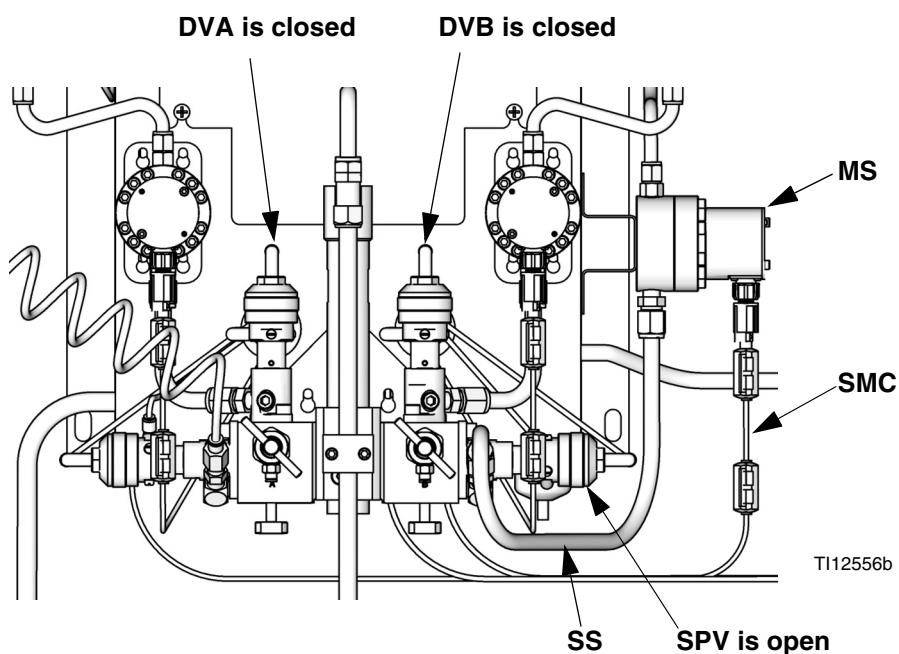 DVA is closed
DVB is closed
MS
SMC
TI12556b
SS
SPV is open